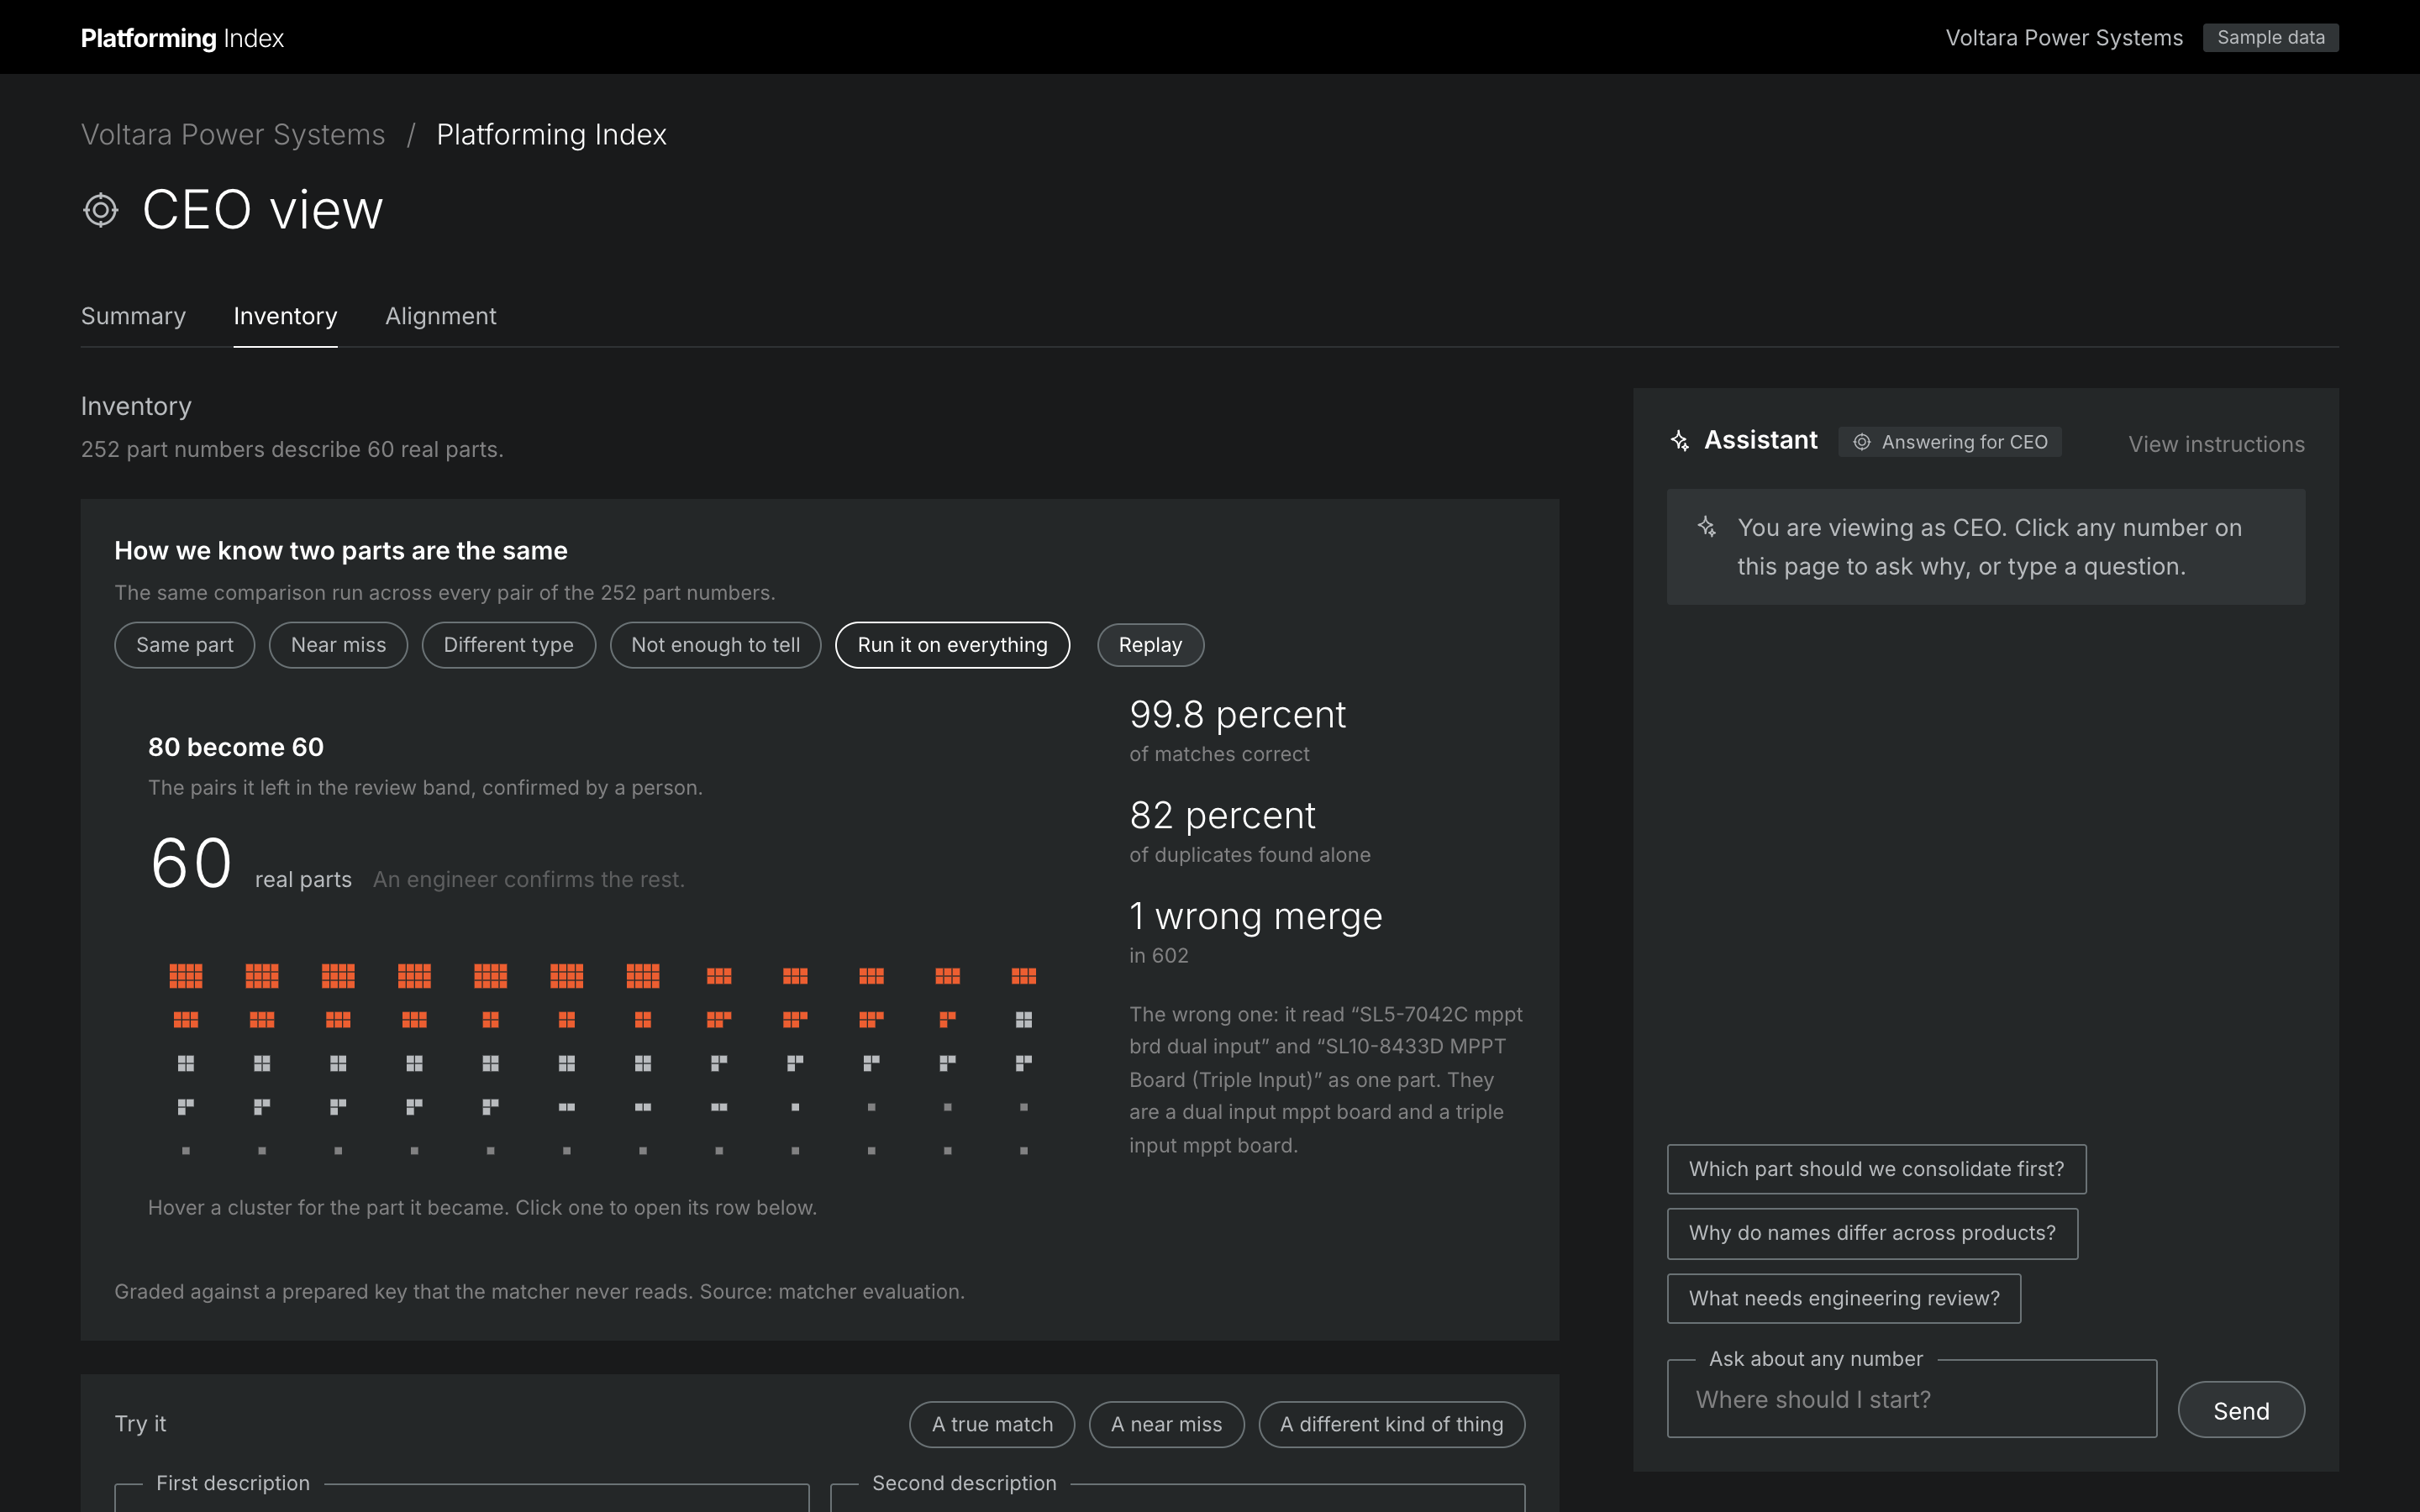 Platforming Index
Voltara Power Systems
Sample data
Voltara Power Systems / Platforming Index
CEO view
Summary
Inventory
Alignment
Inventory
252 part numbers describe 60 real parts.
How we know two parts are the same
The same comparison run across every pair of the 252 part numbers.
Same part
Near miss
Different type
Not enough to tell
Run it on everything
Replay
80 become 60
The pairs it left in the review band, confirmed by a person.
60 real parts An engineer confirms the rest.
Hover a cluster for the part it became. Click one to open its row below.
99.8 percent
of matches correct
82 percent
of duplicates found alone
1 wrong merge
in 602
The wrong one: it read “SL5-7042C mppt
brd dual input” and “SL10-8433D MPPT
Board (Triple Input)” as one part. They
are a dual input mppt board and a triple
input mppt board.
Graded against a prepared key that the matcher never reads. Source: matcher evaluation.
Try it
A true match
A near miss
A different kind of thing
First description
Second description
Assistant
Answering for CEO
View instructions
You are viewing as CEO. Click any number on
this page to ask why, or type a question.
Which part should we consolidate first?
Why do names differ across products?
What needs engineering review?
Ask about any number
Where should I start?
Send